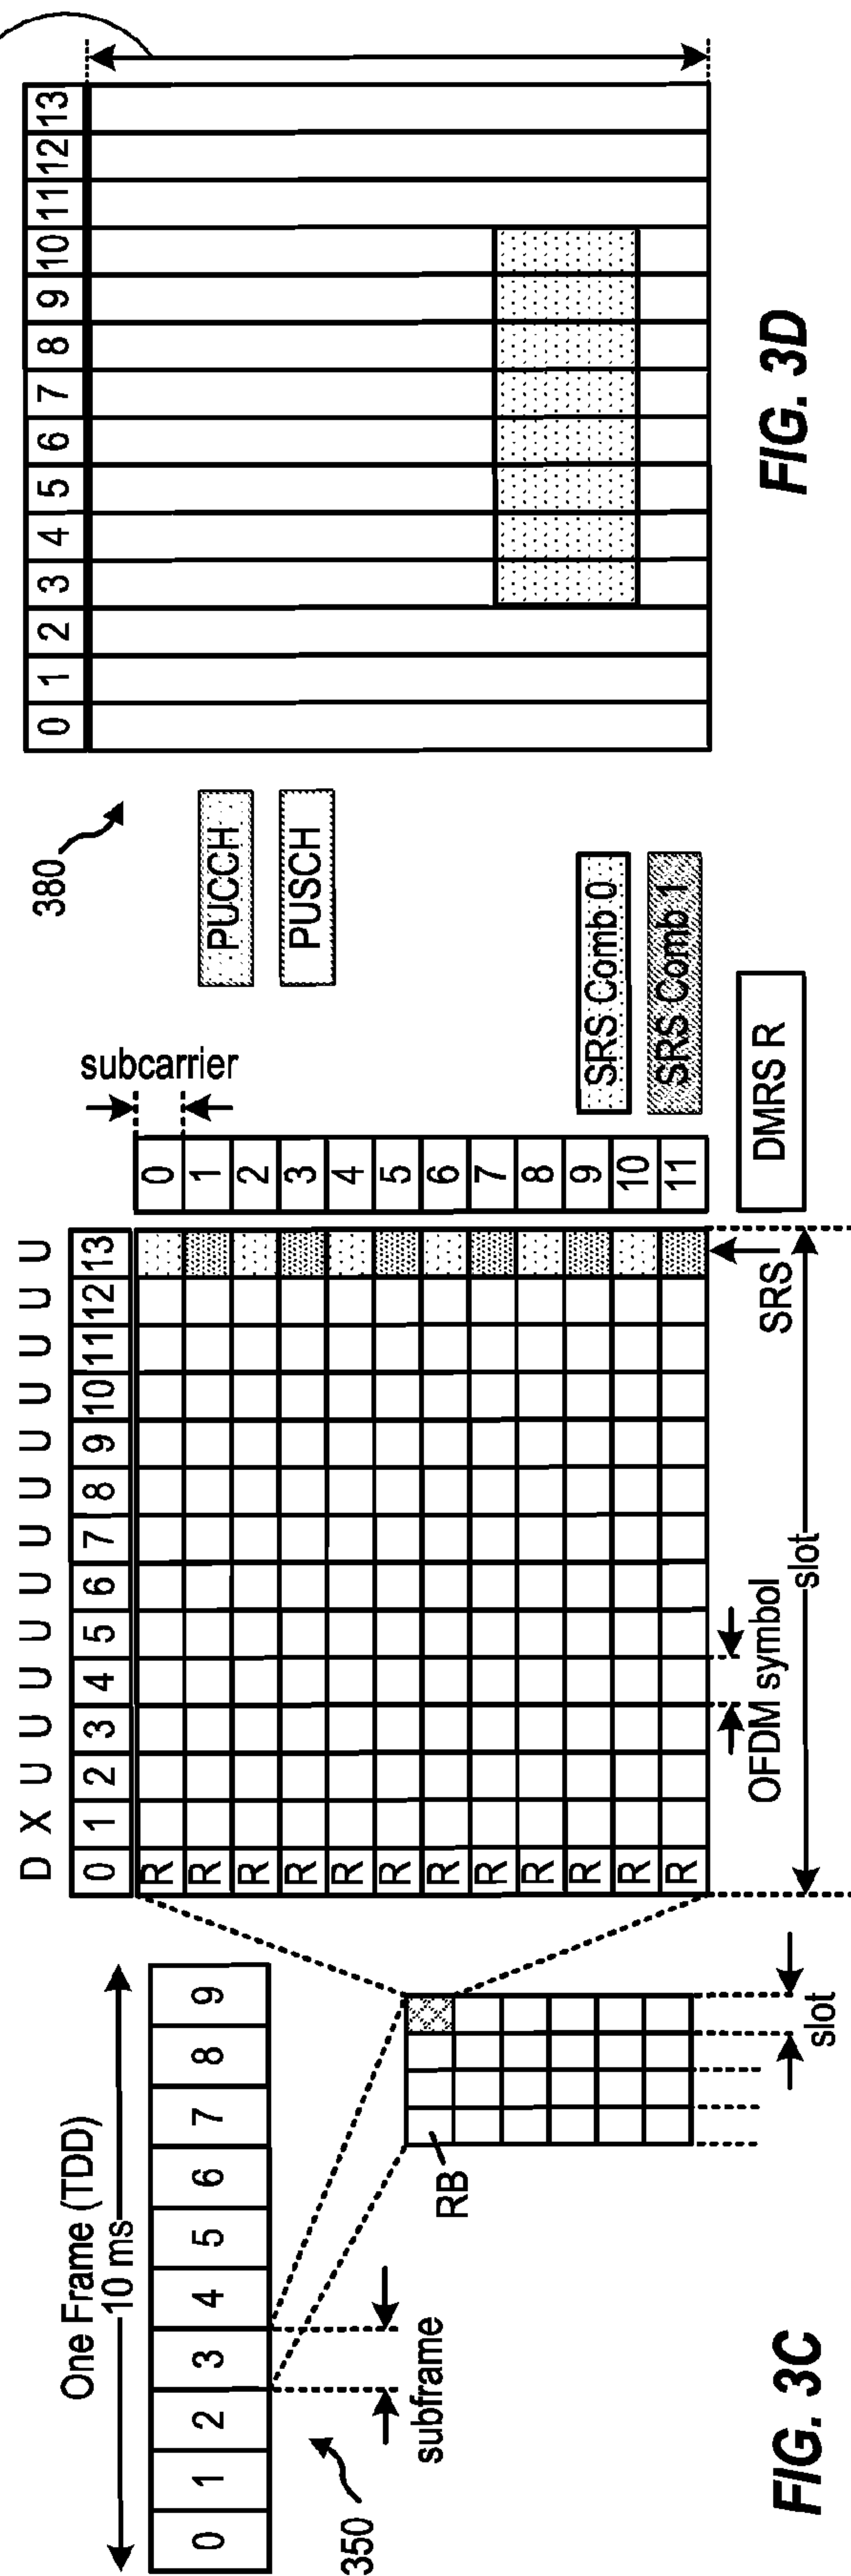 One Frame (TDD)
10 ms
0 1 2 3 4 5 6 7 8 9
350
subframe
RB
slot
FIG. 3C
D X U U U U U U U U U U U U
0 1 2 3 4 5 6 7 8 9 10 11 12 13
R
R
R
R
R
R
R
R
R
R
R
R
subcarrier
0
1
2
3
4
5
6
7
8
9
10
11
OFDM symbol
slot
SRS
380
PUCCH
PUSCH
SRS Comb 0
SRS Comb 1
DMRS R
0 1 2 3 4 5 6 7 8 9 10 11 12 13
FIG. 3D